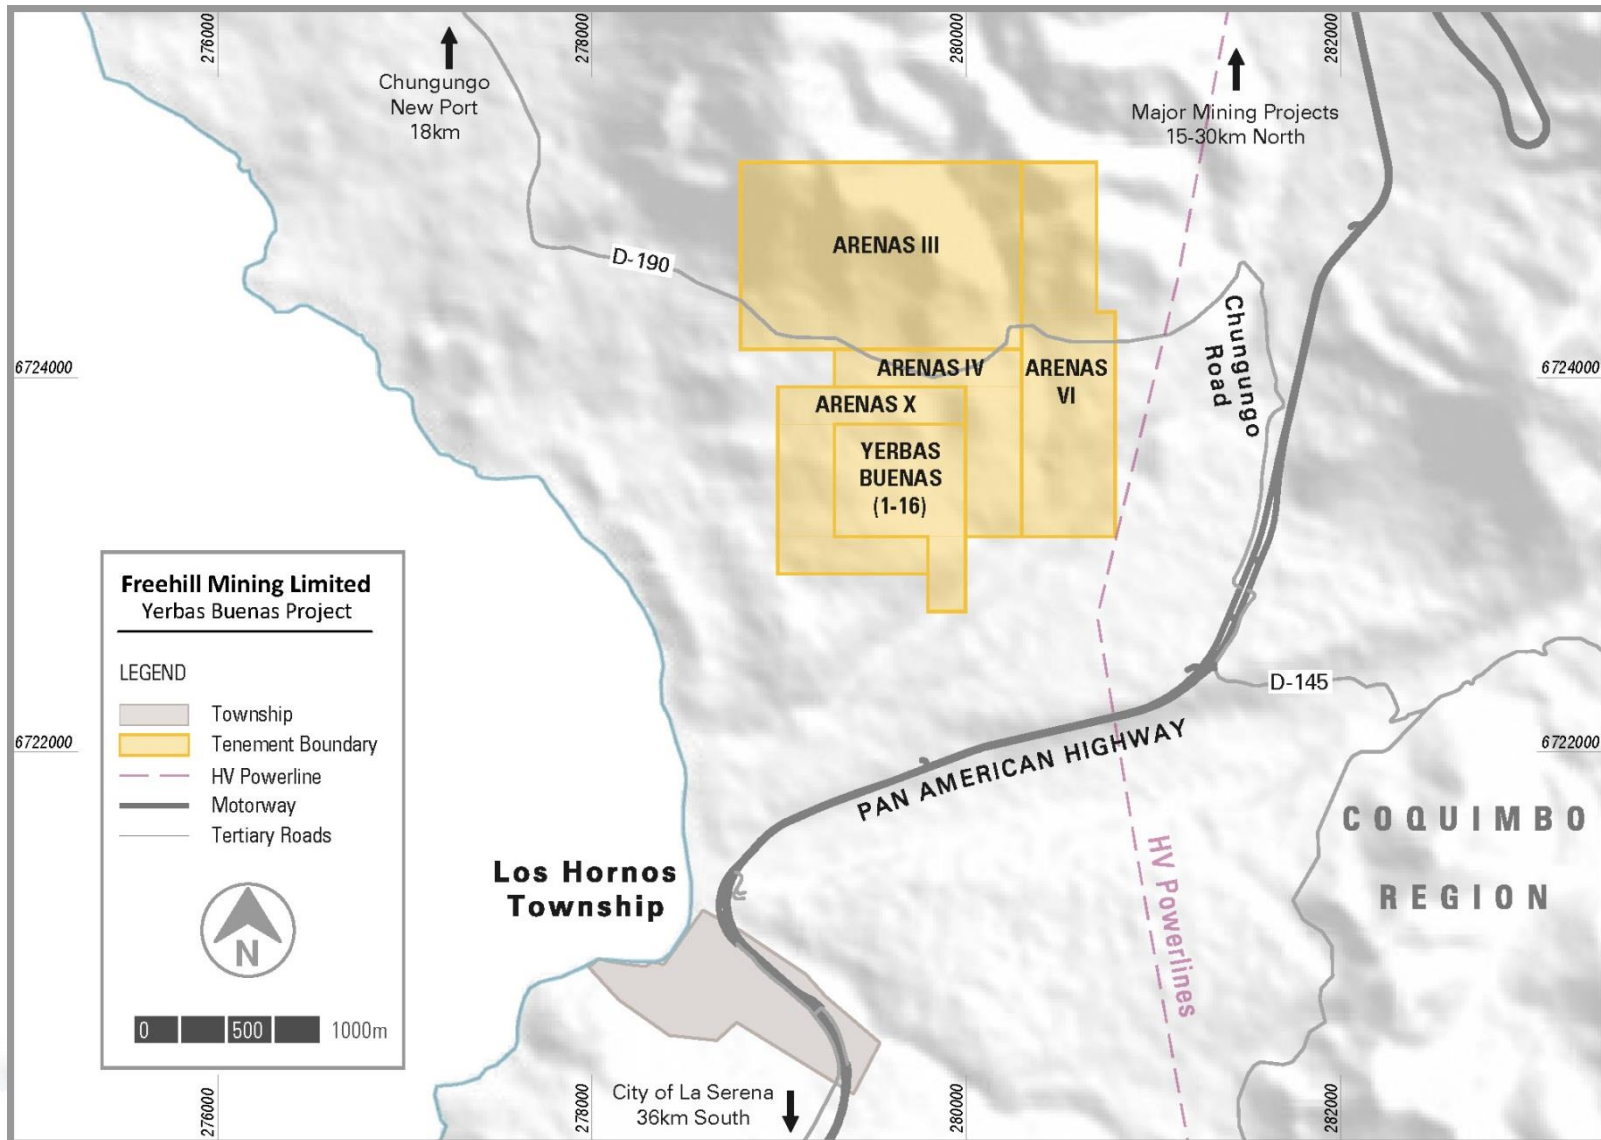 276000
278000
280000
282000
Chungungo
New Port
18km
Major Mining Projects
15-30km North
ARENAS III
D-190
Chungungo
Road
6724000
6724000
ARENAS IV
ARENAS
VI
ARENAS X
YERBAS
BUENAS
(1-16)
Freehill Mining Limited
Yerbas Buenas Project
LEGEND
Township
Tenement Boundary
HV Powerline
Motorway
Tertiary Roads
N
0 500 1000m
D-145
6722000
6722000
PAN AMERICAN HIGHWAY
COQUIMBO
REGION
HV Powerlines
Los Hornos
Township
City of La Serena
36km South
276000
278000
280000
282000